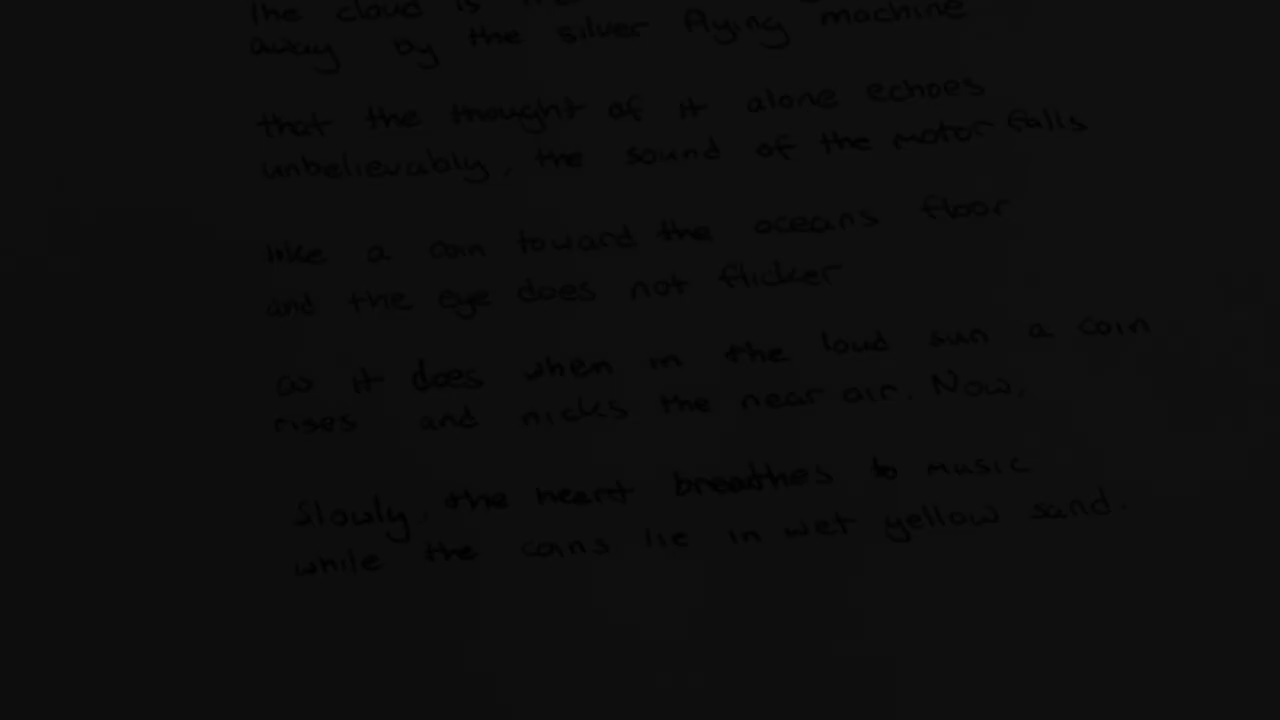 The cloud is
away by the silver flying machine
that the thought of it alone echoes
unbelievably, the sound of the motor falls
like a coin toward the oceans floor
and the eye does not flicker
as it does when in the loud sun a coin
rises and nicks the near air. Now,
slowly, the heart breathes to music
while the coins lie in wet yellow sand.